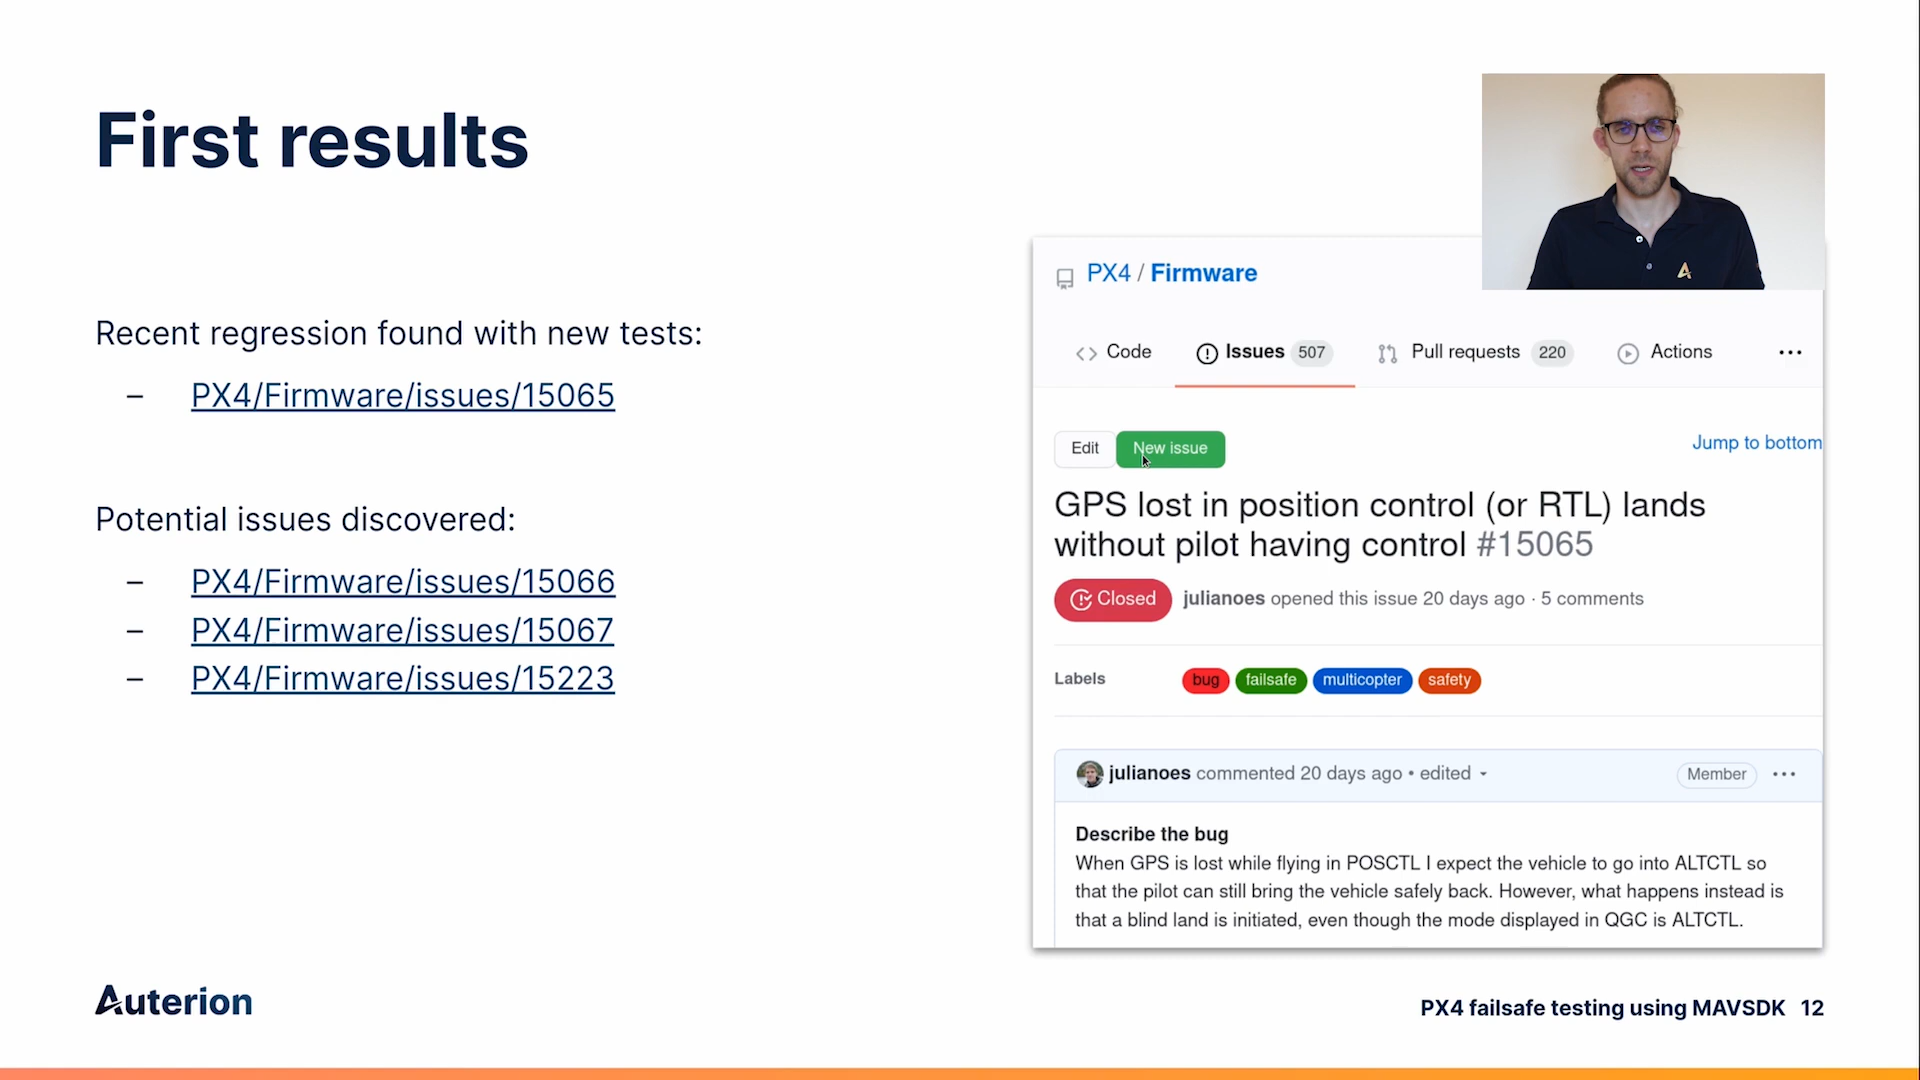 First results
Recent regression found with new tests:
– PX4/Firmware/issues/15065
Potential issues discovered:
– PX4/Firmware/issues/15066
– PX4/Firmware/issues/15067
– PX4/Firmware/issues/15223
PX4 / Firmware
Code Issues 507 Pull requests 220 Actions ...
Edit New issue Jump to bottom
GPS lost in position control (or RTL) lands
without pilot having control #15065
Closed julianoes opened this issue 20 days ago · 5 comments
Labels bug failsafe multicopter safety
julianoes commented 20 days ago • edited Member ...
Describe the bug
When GPS is lost while flying in POSCTL I expect the vehicle to go into ALTCTL so
that the pilot can still bring the vehicle safely back. However, what happens instead is
that a blind land is initiated, even though the mode displayed in QGC is ALTCTL.
Auterion
PX4 failsafe testing using MAVSDK 12